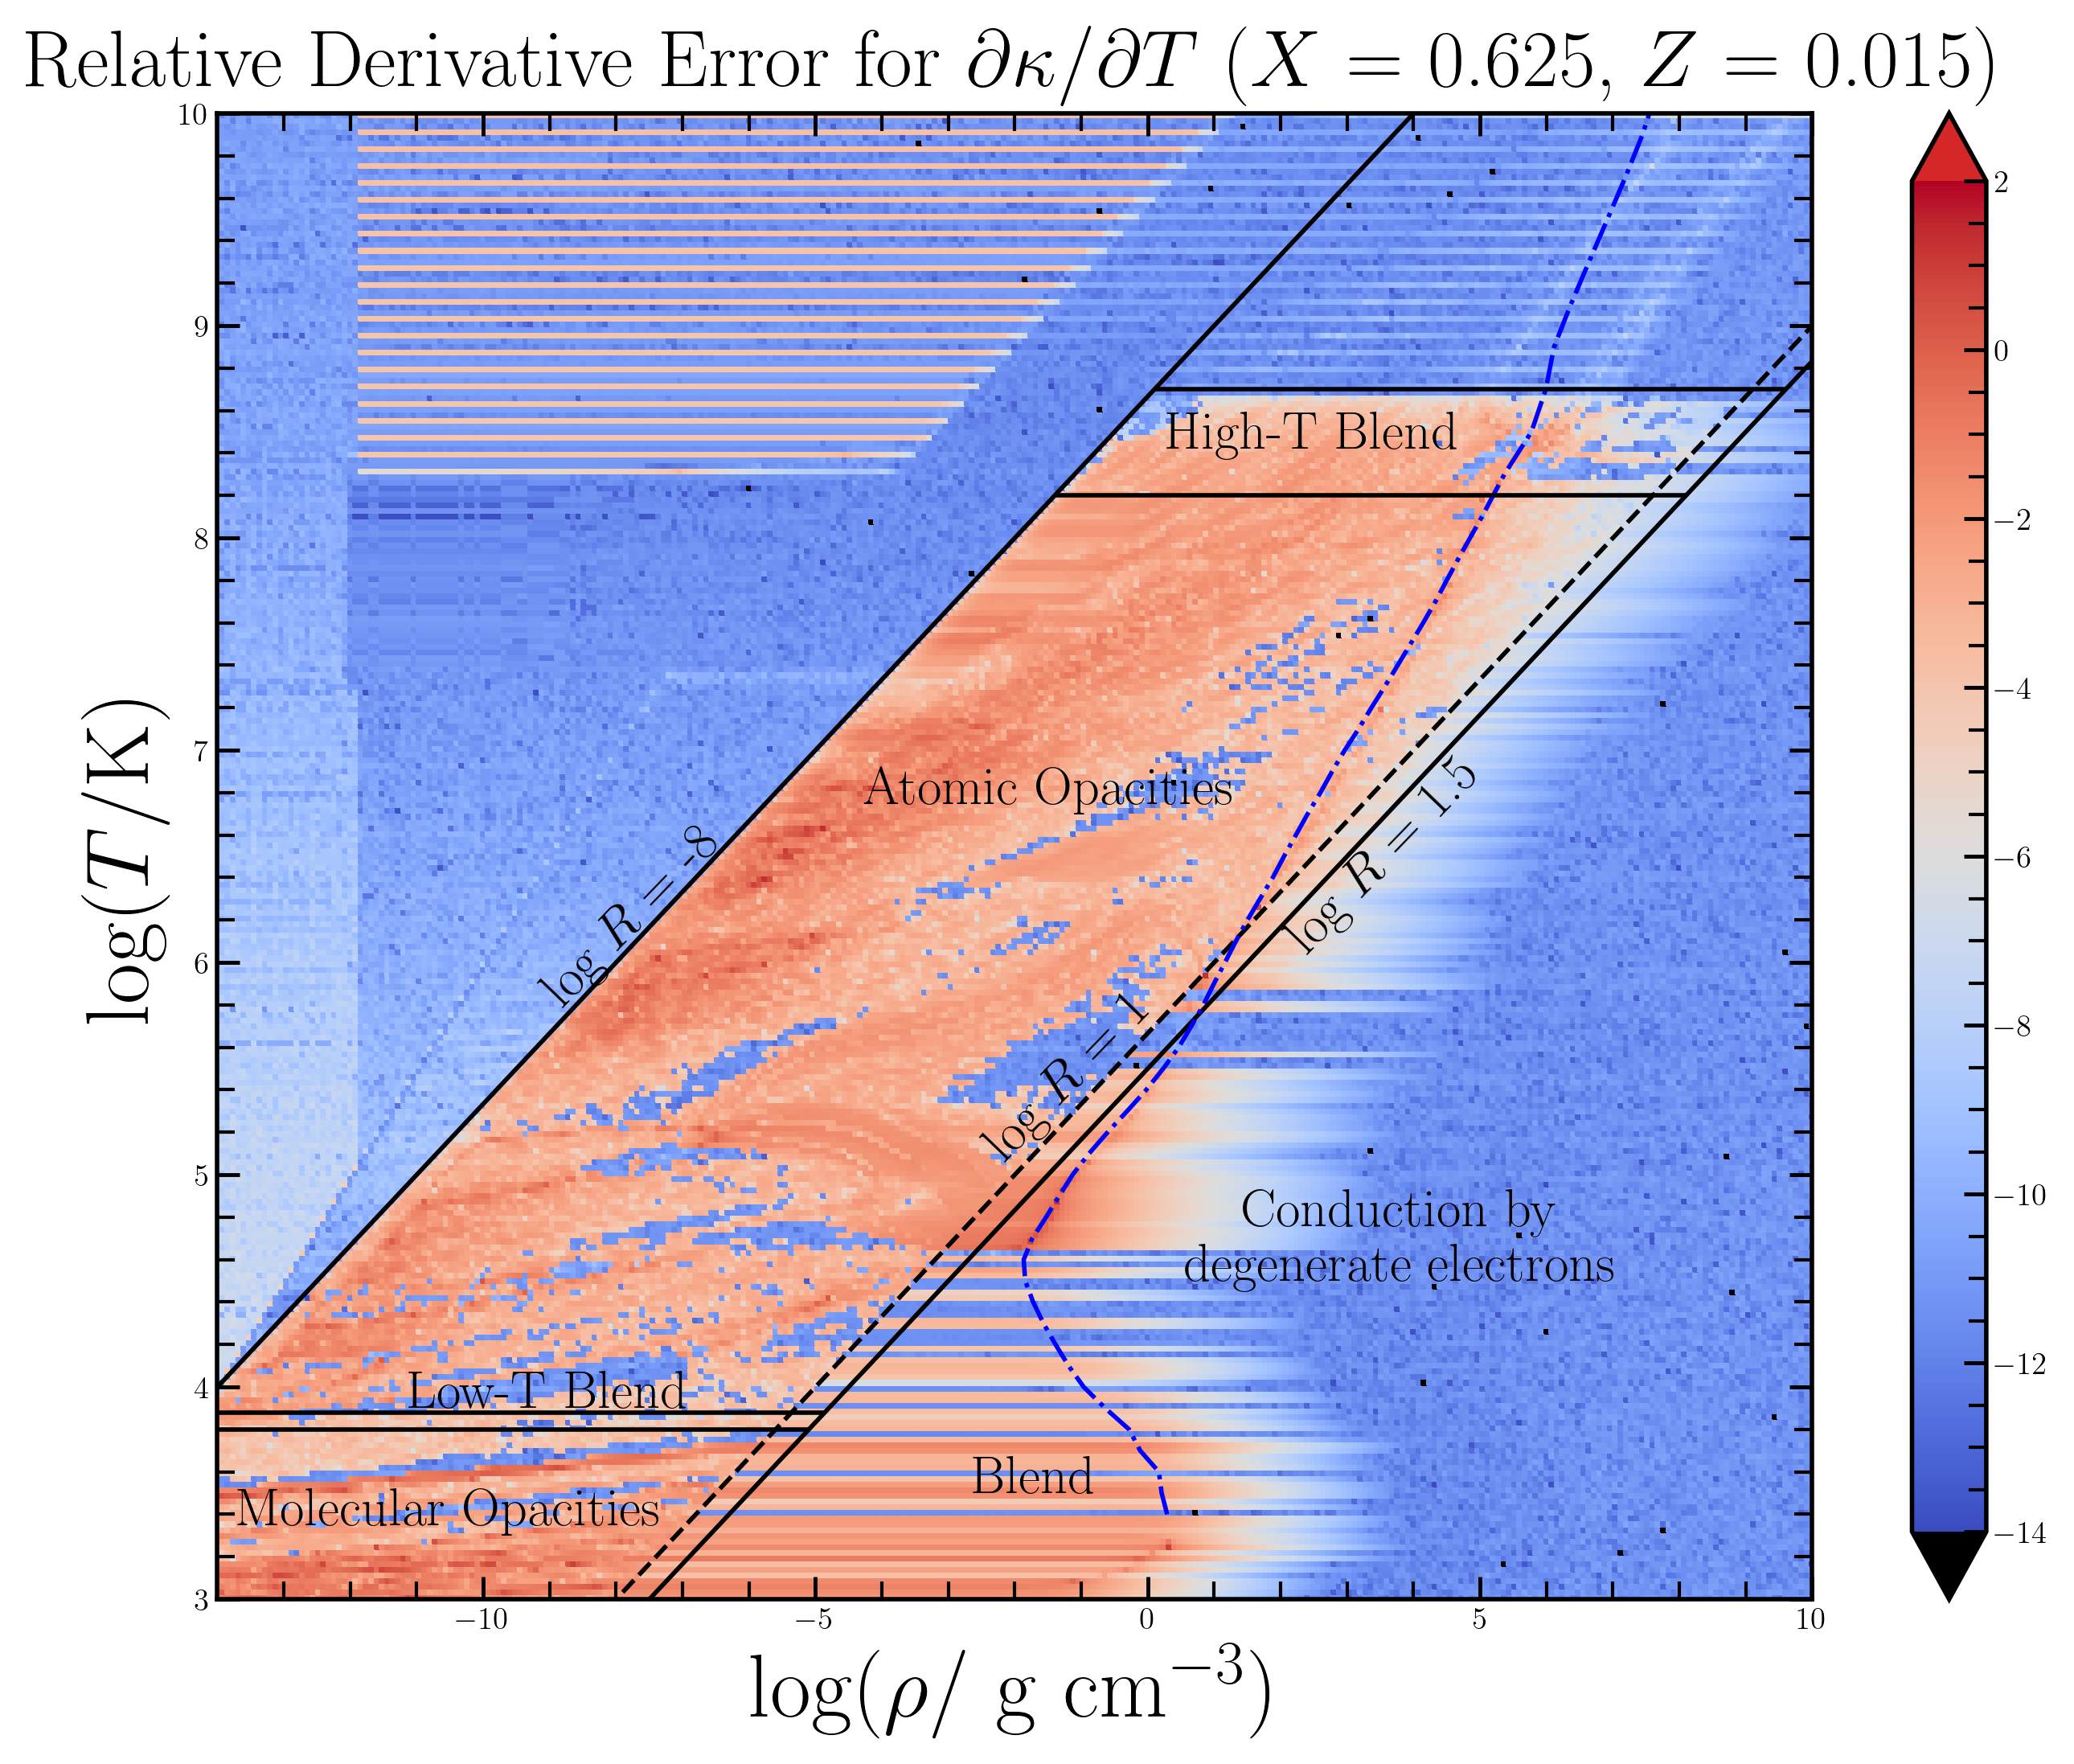 Relative Derivative Error for ∂κ/∂T (X = 0.625, Z = 0.015)
10
9
8
7
6
5
4
3
log(T/K)
High-T Blend
Atomic Opacities
log R = -8
log R = 1.5
log R = 1
Conduction by
degenerate electrons
Low-T Blend
Blend
Molecular Opacities
−10
−5
0
5
10
log(ρ/ g cm⁻³)
2
0
−2
−4
−6
−8
−10
−12
−14